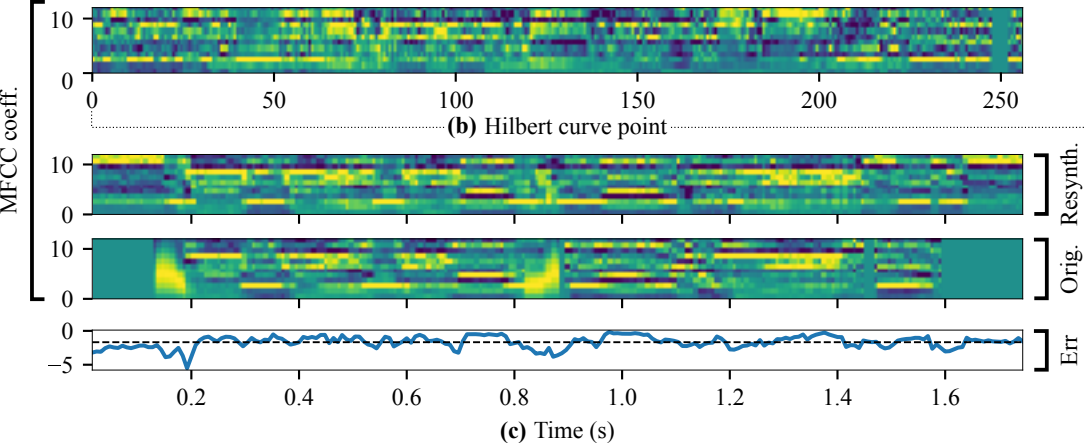 MFCC coeff.
10
0
0 50 100 150 200 250
(b) Hilbert curve point
10
0
Resynth.
10
0
Orig.
0
−5
Err
0.2 0.4 0.6 0.8 1.0 1.2 1.4 1.6
(c) Time (s)